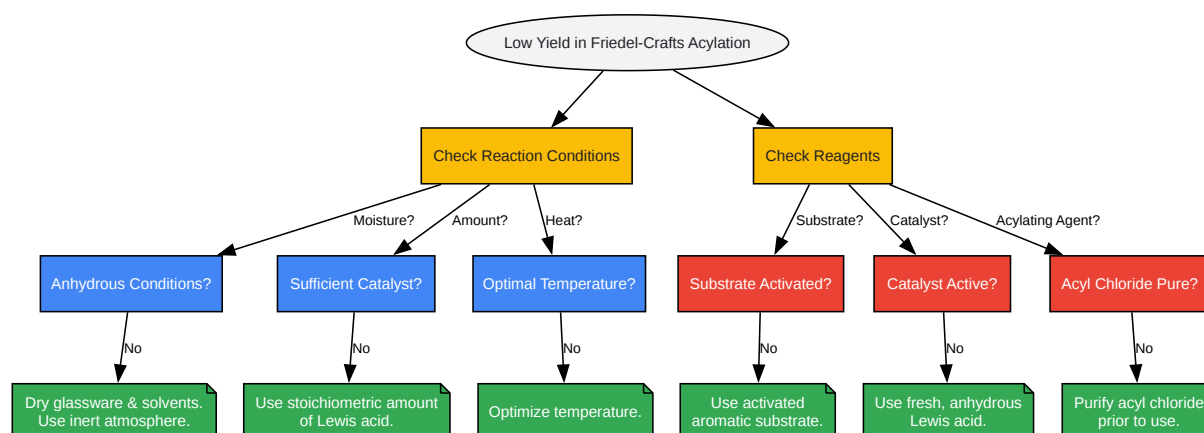 Low Yield in Friedel-Crafts Acylation
Check Reaction Conditions
Check Reagents
Moisture?
Amount?
Heat?
Substrate?
Catalyst?
Acylating Agent?
Anhydrous Conditions?
Sufficient Catalyst?
Optimal Temperature?
Substrate Activated?
Catalyst Active?
Acyl Chloride Pure?
No
No
No
No
No
No
Dry glassware & solvents.
Use inert atmosphere.
Use stoichiometric amount
of Lewis acid.
Optimize temperature.
Use activated
aromatic substrate.
Use fresh, anhydrous
Lewis acid.
Purify acyl chloride
prior to use.